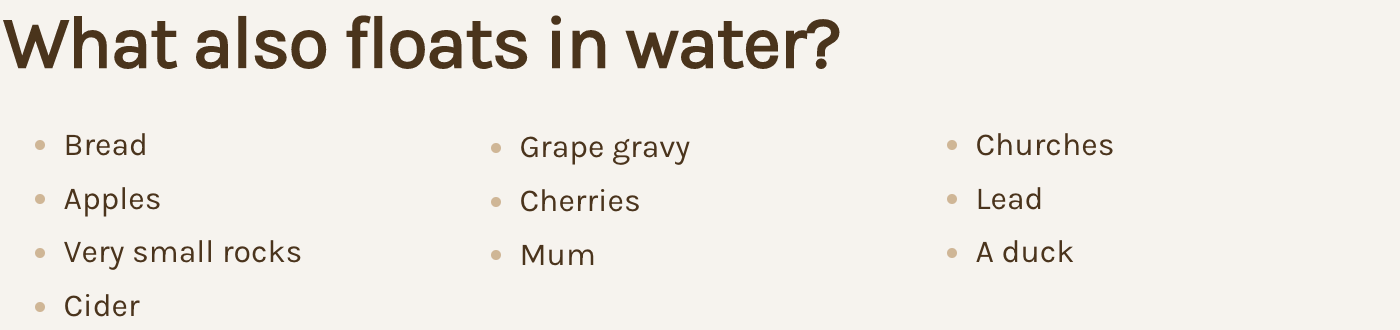 What also floats in water?
Bread
Apples
Very small rocks
Cider
Grape gravy
Cherries
Mum
Churches
Lead
A duck